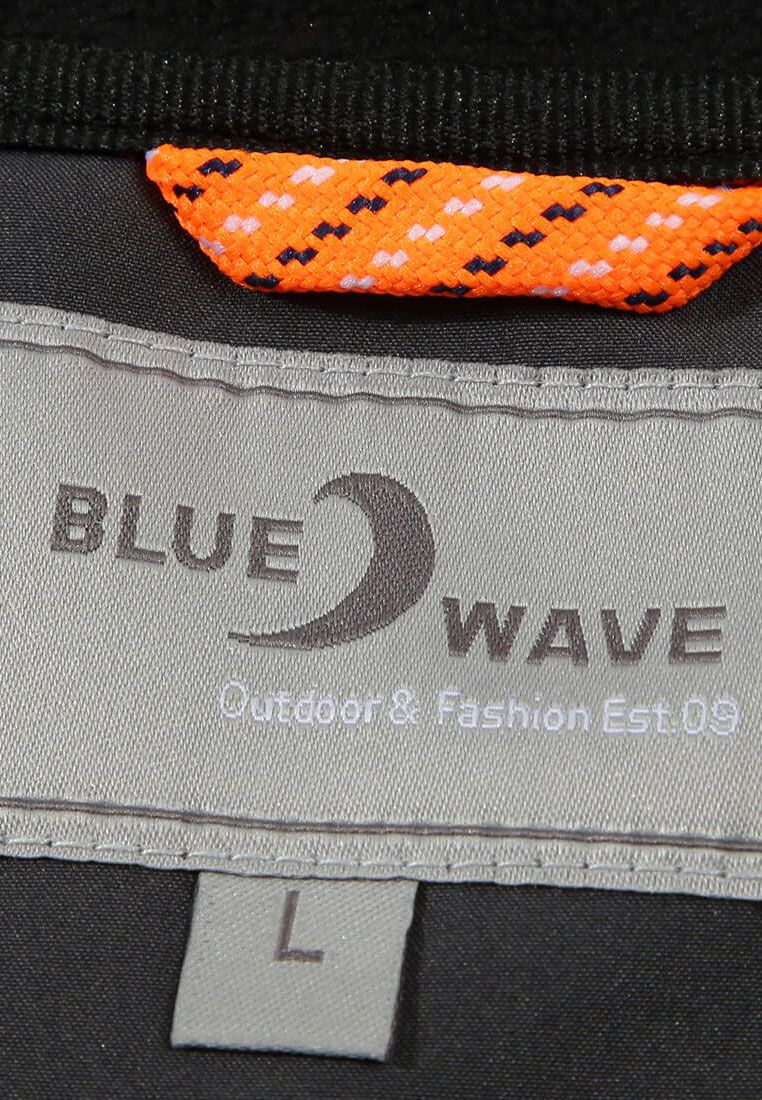 BLUE WAVE
Outdoor & Fashion Est.09
L